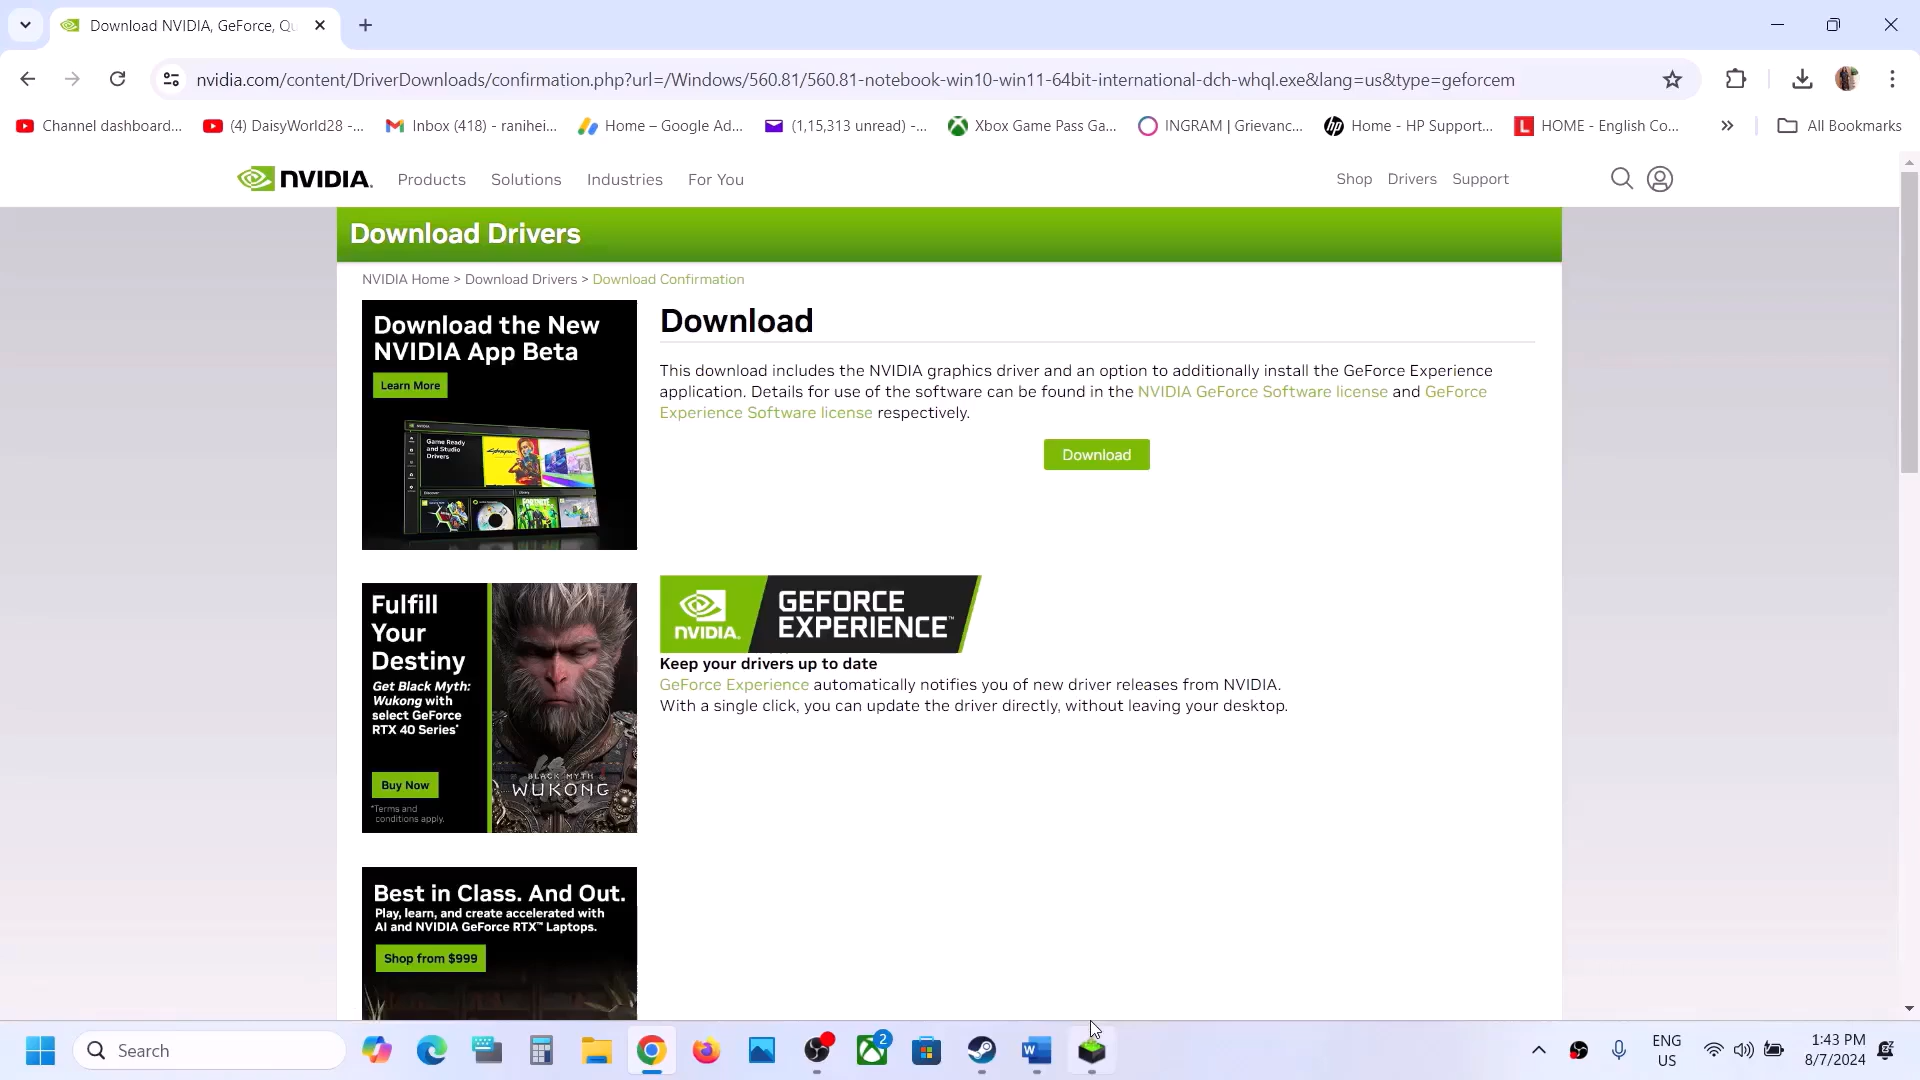 Download NVIDIA, GeForce, Qu
nvidia.com/content/DriverDownloads/confirmation.php?url=/Windows/560.81/560.81-notebook-win10-win11-64bit-international-dch-whql.exe&lang=us&type=geforcem
Channel dashboard... (4) DaisyWorld28 -... Inbox (418) - ranihei... Home – Google Ad... (1,15,313 unread) -... Xbox Game Pass Ga... INGRAM | Grievanc... Home - HP Support... HOME - English Co... » All Bookmarks
NVIDIA. Products Solutions Industries For You Shop Drivers Support
Download Drivers
NVIDIA Home > Download Drivers > Download Confirmation
Download the New
NVIDIA App Beta
Learn More
NVIDIA
Game Ready
and Studio
Drivers
Download
This download includes the NVIDIA graphics driver and an option to additionally install the GeForce Experience
application. Details for use of the software can be found in the NVIDIA GeForce Software license and GeForce
Experience Software license respectively.
Download
Fulfill
Your
Destiny
Get Black Myth:
Wukong with
select GeForce
RTX 40 Series*
Buy Now
*Terms and
conditions apply.
BLACK MYTH
WUKONG
NVIDIA.
GEFORCE
EXPERIENCE™
Keep your drivers up to date
GeForce Experience automatically notifies you of new driver releases from NVIDIA.
With a single click, you can update the driver directly, without leaving your desktop.
Best in Class. And Out.
Play, learn, and create accelerated with
AI and NVIDIA GeForce RTX™ Laptops.
Shop from $999
Search
2
ENG
US
1:43 PM
8/7/2024